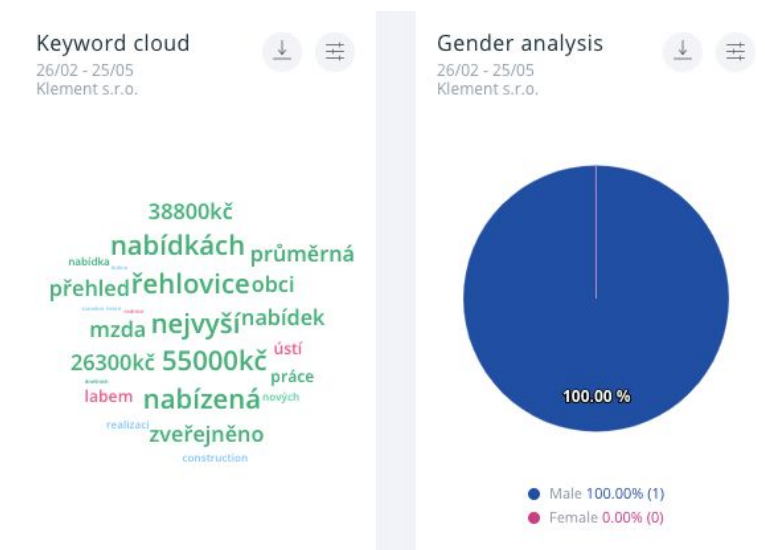 Keyword cloud
26/02 - 25/05
Klement s.r.o.
38800kč
nabídkách
průměrná
nabídka
přehled
řehlovice
obci
mzda
nejvyšší
nabídek
26300kč
55000kč
ústí
práce
labem
nabízená
nových
realizaci
zveřejněno
construction
Gender analysis
26/02 - 25/05
Klement s.r.o.
100.00 %
Male 100.00% (1)
Female 0.00% (0)